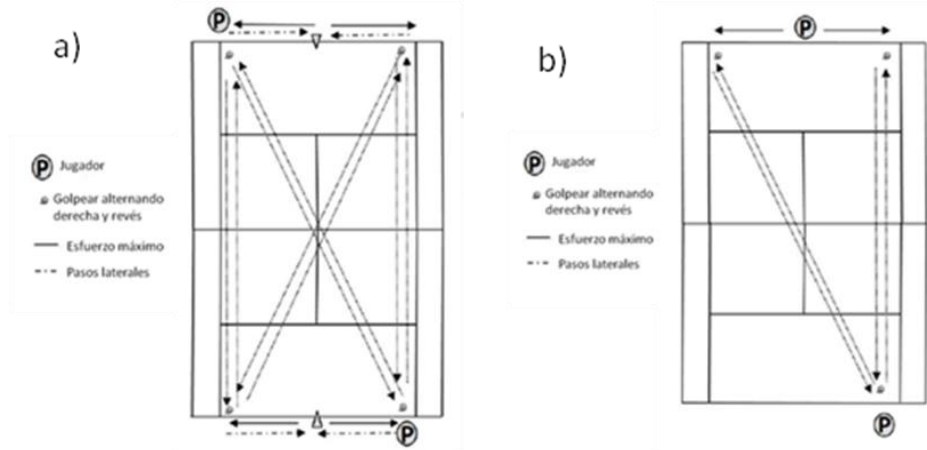 a)
P
P Jugador
Golpear alternando
derecha y revés
Esfuerzo máximo
Pasos laterales
P
b)
P
P Jugador
Golpear alternando
derecha y revés
Esfuerzo máximo
Pasos laterales
P